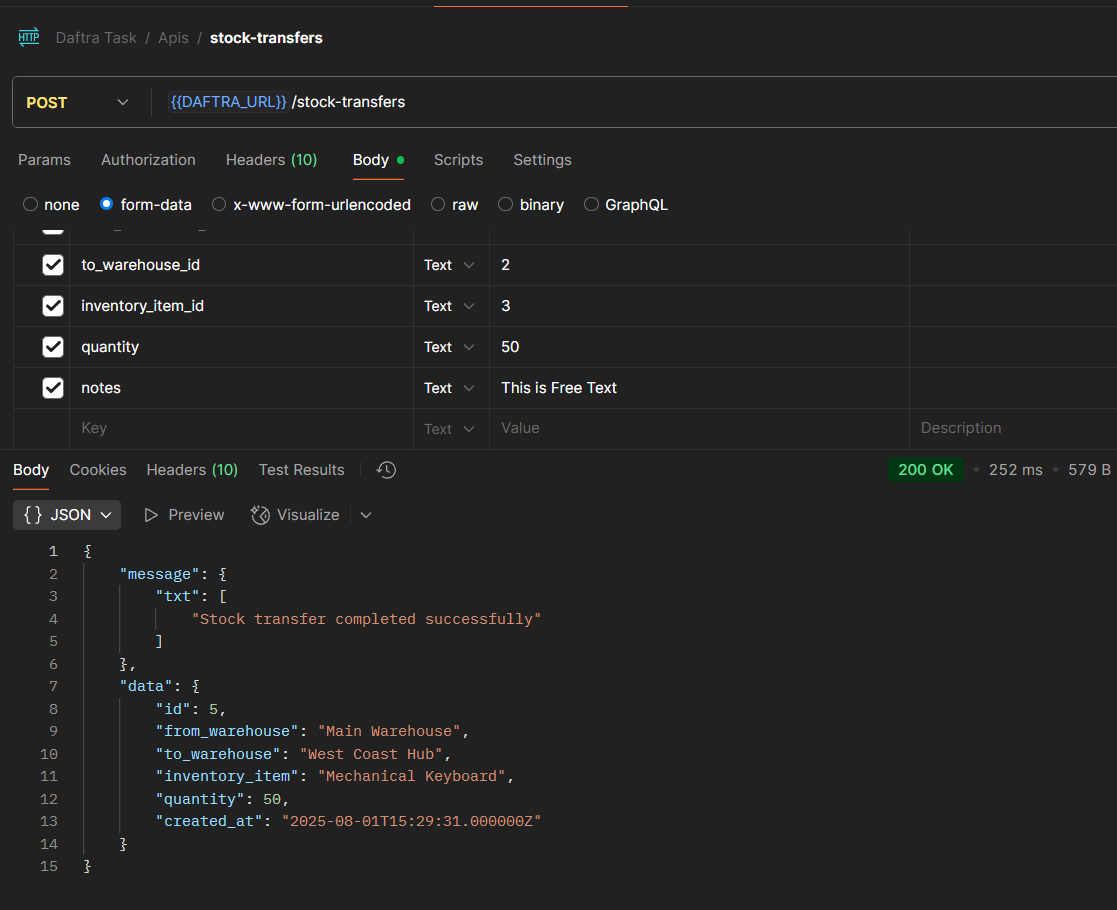 HTTP Daftra Task / Apis / stock-transfers
POST {{DAFTRA_URL}} /stock-transfers
Params Authorization Headers (10) Body Scripts Settings
none form-data x-www-form-urlencoded raw binary GraphQL
to_warehouse_id Text 2
inventory_item_id Text 3
quantity Text 50
notes Text This is Free Text
Key Text Value Description
Body Cookies Headers (10) Test Results 200 OK • 252 ms • 579 B
{} JSON Preview Visualize
1 {
2 "message": {
3 "txt": [
4 "Stock transfer completed successfully"
5 ]
6 },
7 "data": {
8 "id": 5,
9 "from_warehouse": "Main Warehouse",
10 "to_warehouse": "West Coast Hub",
11 "inventory_item": "Mechanical Keyboard",
12 "quantity": 50,
13 "created_at": "2025-08-01T15:29:31.000000Z"
14 }
15 }